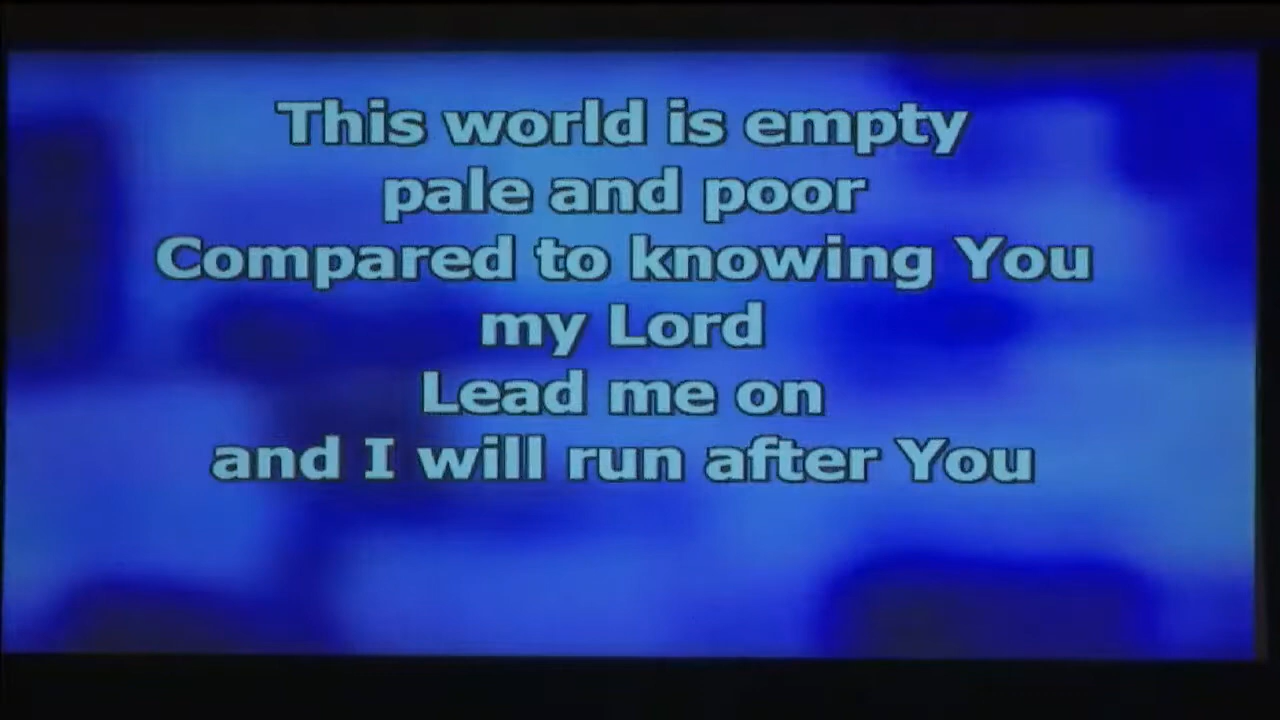 This world is empty
pale and poor
Compared to knowing You
my Lord
Lead me on
and I will run after You